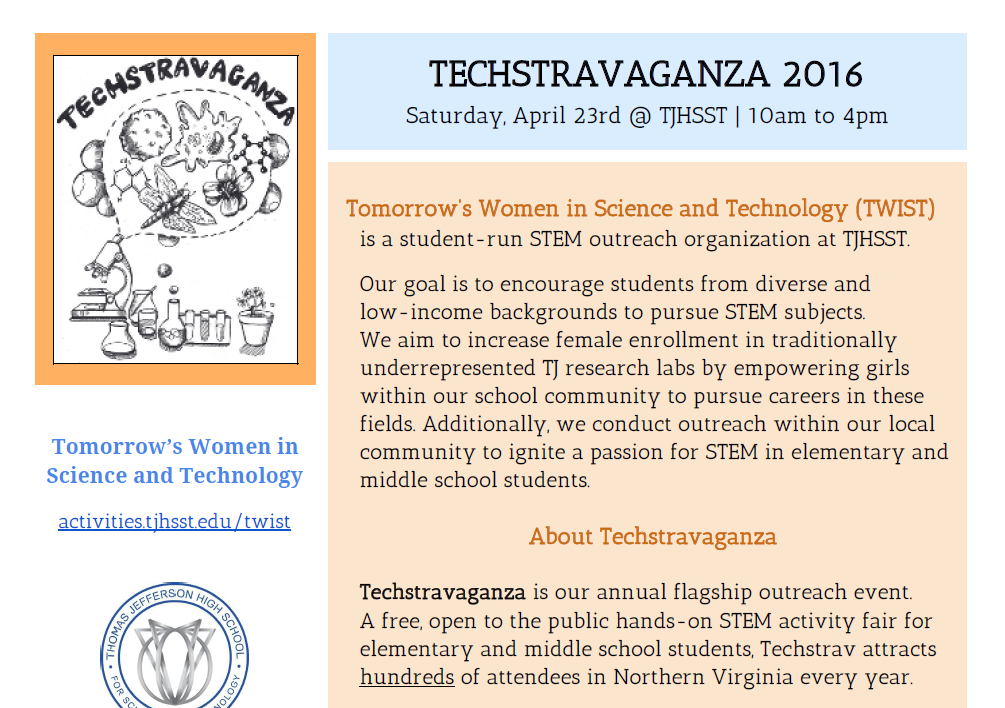 TECHSTRAVAGANZA
TECHSTRAVAGANZA 2016
Saturday, April 23rd @ TJHSST | 10am to 4pm
Tomorrow's Women in Science and Technology (TWIST)
is a student-run STEM outreach organization at TJHSST.
Our goal is to encourage students from diverse and
low-income backgrounds to pursue STEM subjects.
We aim to increase female enrollment in traditionally
underrepresented TJ research labs by empowering girls
within our school community to pursue careers in these
fields. Additionally, we conduct outreach within our local
community to ignite a passion for STEM in elementary and
middle school students.
About Techstravaganza
Techstravaganza is our annual flagship outreach event.
A free, open to the public hands-on STEM activity fair for
elementary and middle school students, Techstrav attracts
hundreds of attendees in Northern Virginia every year.
Tomorrow's Women in
Science and Technology
activities.tjhsst.edu/twist
THOMAS JEFFERSON HIGH SCHOOL